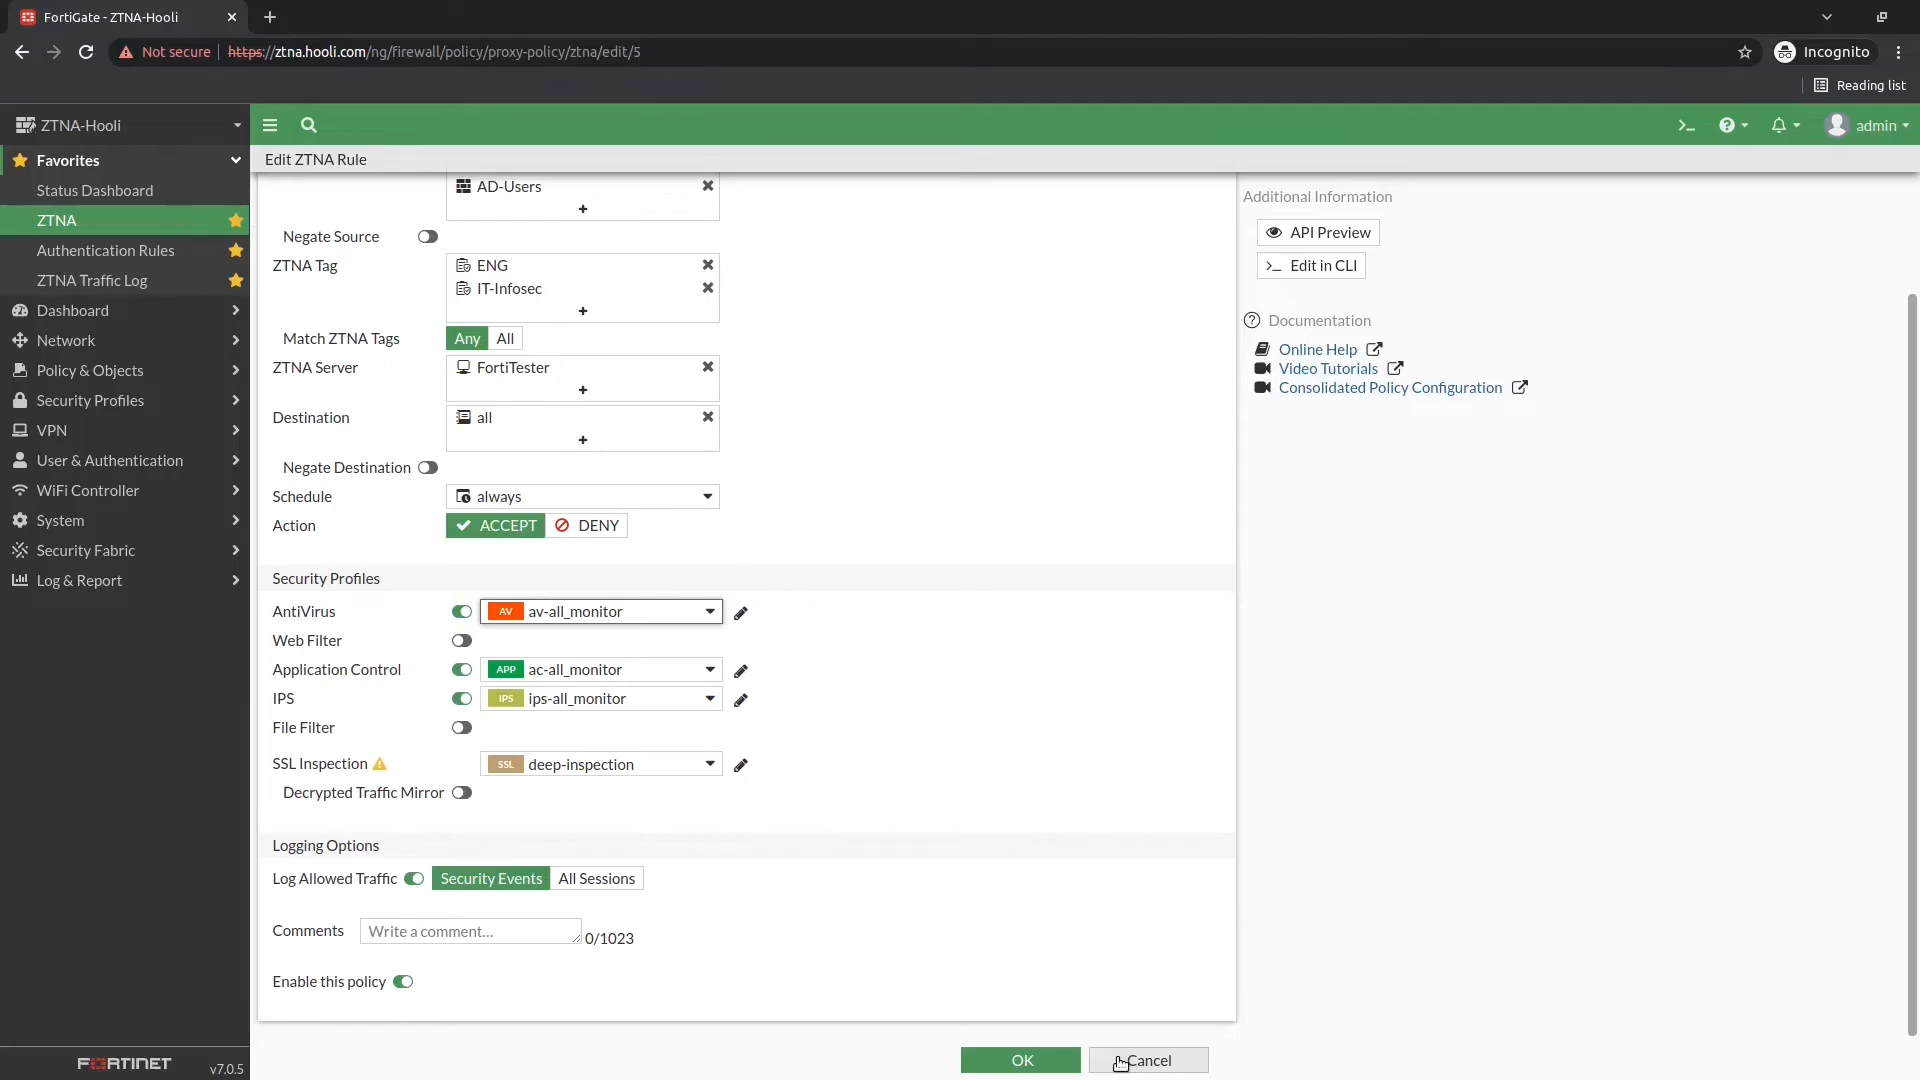 FortiGate - ZTNA-Hooli
Not secure
https://ztna.hooli.com/ng/firewall/policy/proxy-policy/ztna/edit/5
Incognito
Reading list
ZTNA-Hooli
Favorites
Status Dashboard
ZTNA
Authentication Rules
ZTNA Traffic Log
Dashboard
Network
Policy & Objects
Security Profiles
VPN
User & Authentication
WiFi Controller
System
Security Fabric
Log & Report
FORTINET
v7.0.5
admin
Edit ZTNA Rule
AD-Users
Negate Source
ZTNA Tag
ENG
IT-Infosec
Match ZTNA Tags
Any All
ZTNA Server
FortiTester
Destination
all
Negate Destination
Schedule
always
Action
ACCEPT DENY
Security Profiles
AntiVirus
AV av-all_monitor
Web Filter
Application Control
APP ac-all_monitor
IPS
IPS ips-all_monitor
File Filter
SSL Inspection
SSL deep-inspection
Decrypted Traffic Mirror
Logging Options
Log Allowed Traffic
Security Events All Sessions
Comments
Write a comment...
0/1023
Enable this policy
OK
Cancel
Additional Information
API Preview
>_ Edit in CLI
Documentation
Online Help
Video Tutorials
Consolidated Policy Configuration